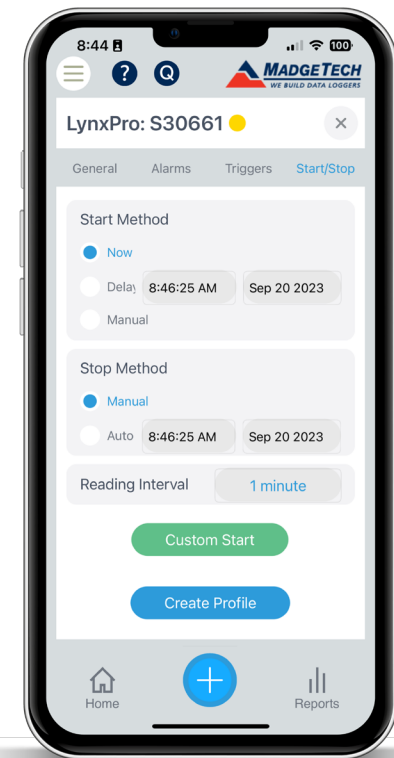 8:44 100
? Q MADGETECH
WE BUILD DATA LOGGERS
LynxPro: S30661 ×
General Alarms Triggers Start/Stop
Start Method
Now
Delay 8:46:25 AM Sep 20 2023
Manual
Stop Method
Manual
Auto 8:46:25 AM Sep 20 2023
Reading Interval 1 minute
Custom Start
Create Profile
Home Reports